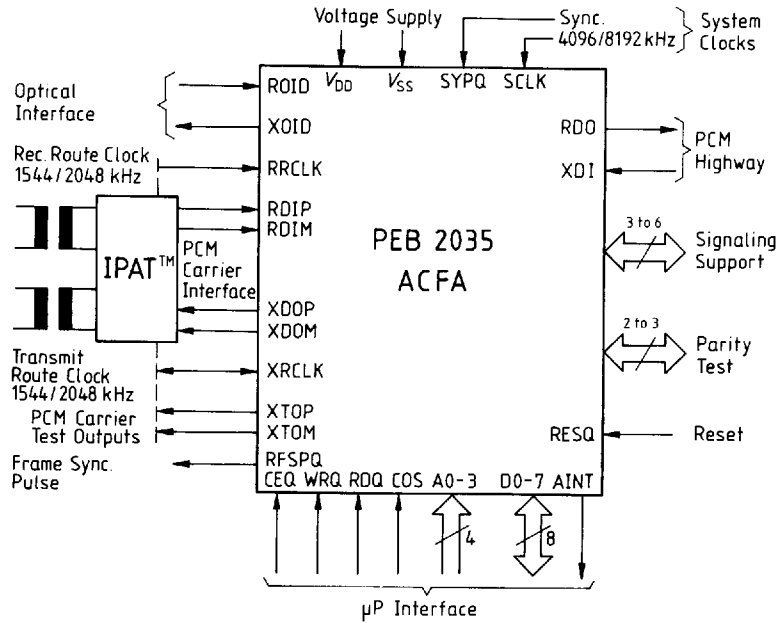 Voltage Supply
Sync.
4096/8192 kHz
System
Clocks
Optical
Interface
ROID
VDD
VSS
SYPQ
SCLK
XOID
RDO
XDI
PCM
Highway
Rec. Route Clock
1544/2048 kHz
RRCLK
RDIP
RDIM
IPAT™
PCM
Carrier
Interface
PEB 2035
ACFA
3 to 6
Signaling
Support
XDOP
XDOM
2 to 3
Parity
Test
Transmit
Route Clock
1544/2048 kHz
XRCLK
PCM Carrier
Test Outputs
XTOP
XTOM
RESQ
Reset
Frame Sync.
Pulse
RFSPQ
CEQ WRQ RDQ COS A0-3 D0-7 AINT
4
8
µP Interface